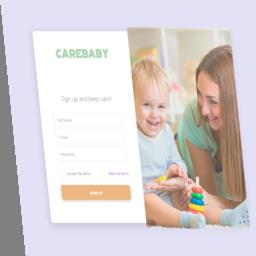 CAREBABY
Sign up and keep calm!
Full Name
E-mail
Password
I accept the terms Read the terms
SIGN UP